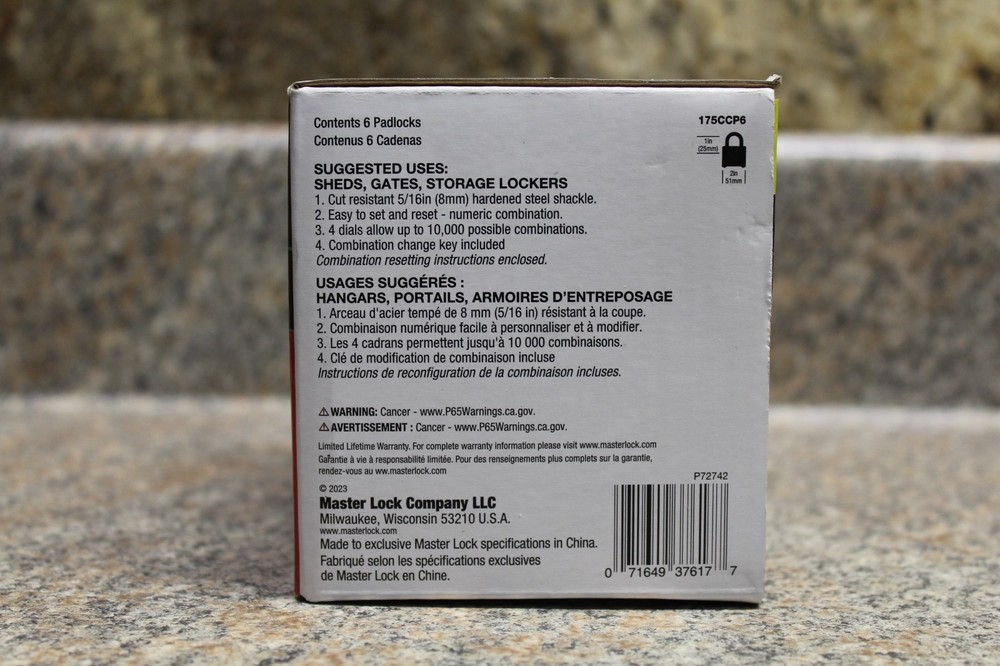 Contents 6 Padlocks
Contenus 6 Cadenas
175CCP6
1in
(25mm)
2in
51mm
SUGGESTED USES:
SHEDS, GATES, STORAGE LOCKERS
1. Cut resistant 5/16in (8mm) hardened steel shackle.
2. Easy to set and reset - numeric combination.
3. 4 dials allow up to 10,000 possible combinations.
4. Combination change key included
Combination resetting instructions enclosed.
USAGES SUGGÉRÉS :
HANGARS, PORTAILS, ARMOIRES D'ENTREPOSAGE
1. Arceau d'acier tempé de 8 mm (5/16 in) résistant à la coupe.
2. Combinaison numérique facile à personnaliser et à modifier.
3. Les 4 cadrans permettent jusqu'à 10 000 combinaisons.
4. Clé de modification de combinaison incluse
Instructions de reconfiguration de la combinaison incluses.
⚠WARNING: Cancer - www.P65Warnings.ca.gov.
⚠AVERTISSEMENT : Cancer - www.P65Warnings.ca.gov.
Limited Lifetime Warranty. For complete warranty information please visit www.masterlock.com
Garantie à vie à responsabilité limitée. Pour des renseignements plus complets sur la garantie,
rendez-vous au ww.masterlock.com
© 2023
Master Lock Company LLC
Milwaukee, Wisconsin 53210 U.S.A.
www.masterlock.com
Made to exclusive Master Lock specifications in China.
Fabriqué selon les spécifications exclusives
de Master Lock en Chine.
P72742
0 71649 37617 7